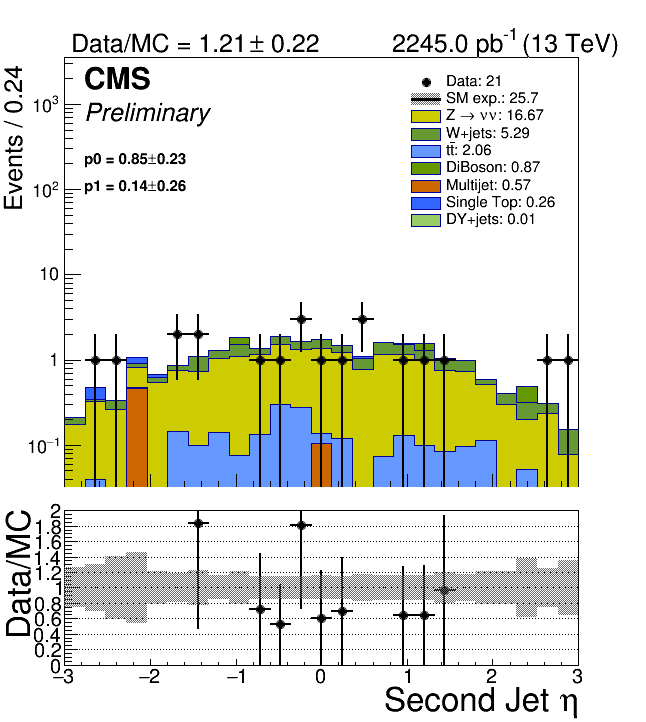 Data/MC = 1.21 ± 0.22 2245.0 pb⁻¹ (13 TeV)
CMS
Preliminary
p0 = 0.85±0.23
p1 = 0.14±0.26
Data: 21
SM exp.: 25.7
Z → νν: 16.67
W+jets: 5.29
tt̄: 2.06
DiBoson: 0.87
Multijet: 0.57
Single Top: 0.26
DY+jets: 0.01
Events / 0.24
10³
10²
10
1
10⁻¹
Data/MC
2
1.8
1.6
1.4
1.2
1
0.8
0.6
0.4
0.2
0
−3 −2 −1 0 1 2 3
Second Jet η